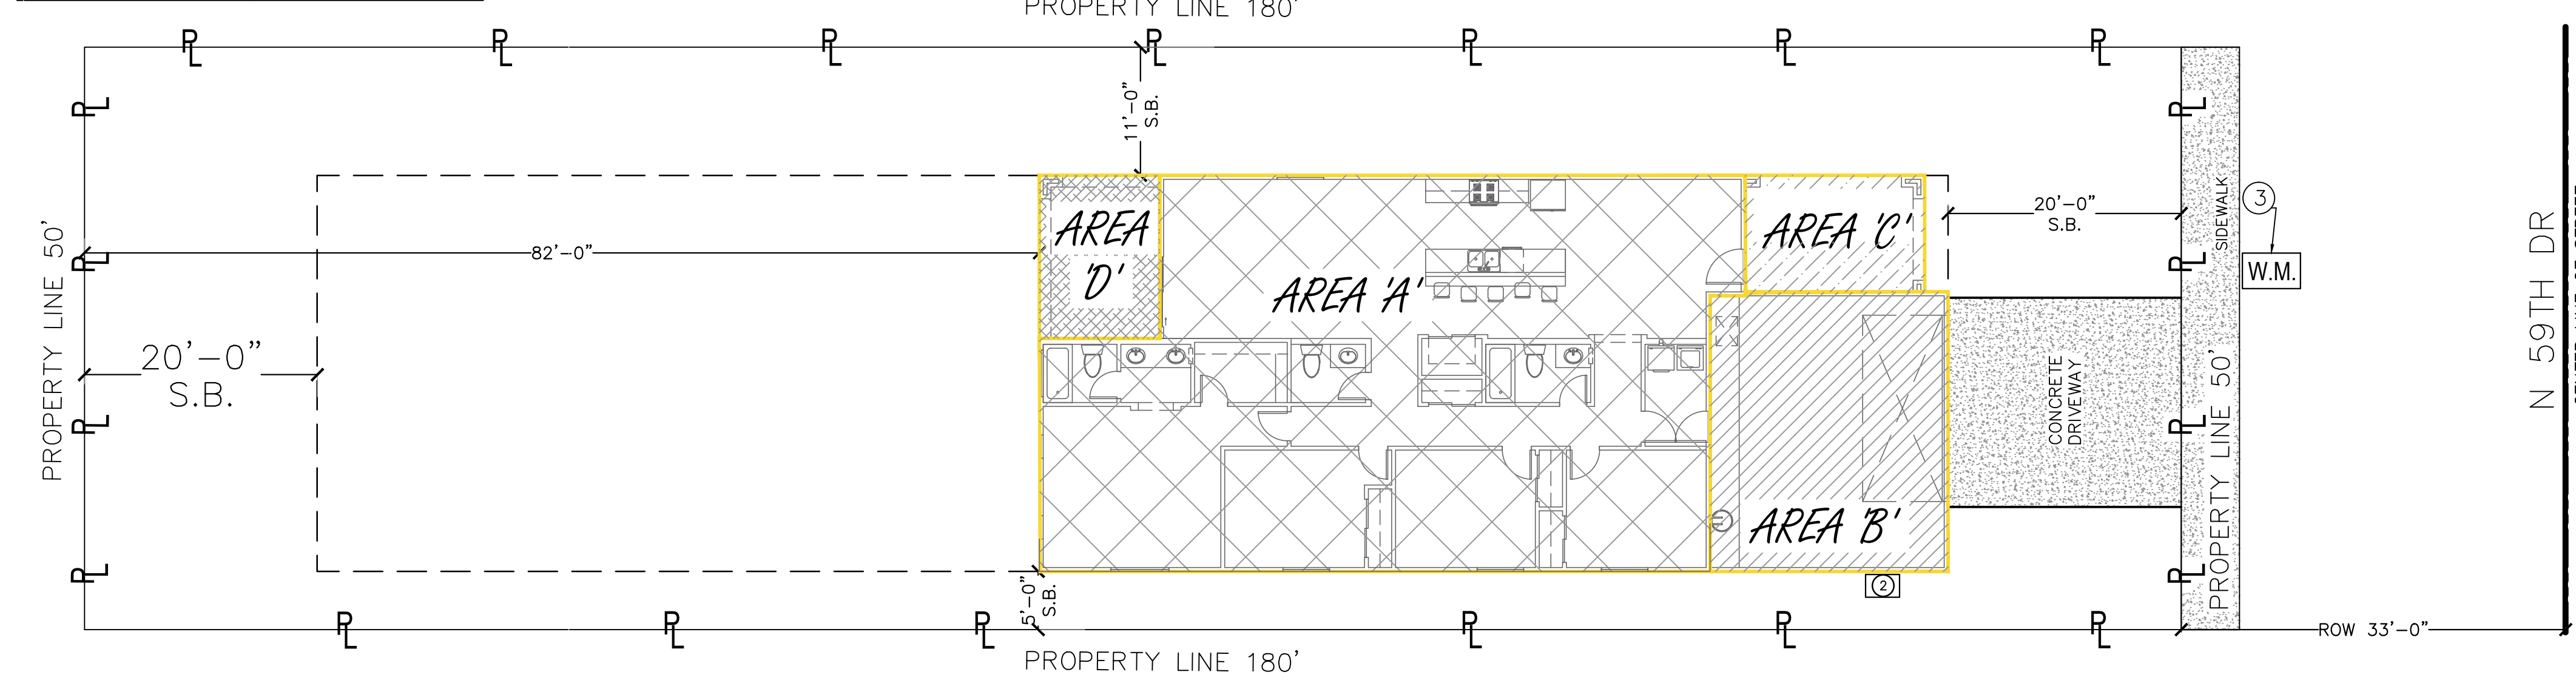 PROPERTY LINE 180'
PL PL PL PL PL PL PL
PL
PL
PL
PL
PROPERTY LINE 50'
20'-0"
S.B.
82'-0"
11'-0"
S.B.
AREA
'D'
AREA 'A'
AREA 'C'
AREA 'B'
2
5'-0"
S.B.
20'-0"
S.B.
CONCRETE
DRIVEWAY
PL
PL
PL
PL
SIDEWALK
PROPERTY LINE 50'
3
W.M.
N 59TH DR
PL PL PL PL PL PL
ROW 33'-0"
PROPERTY LINE 180'